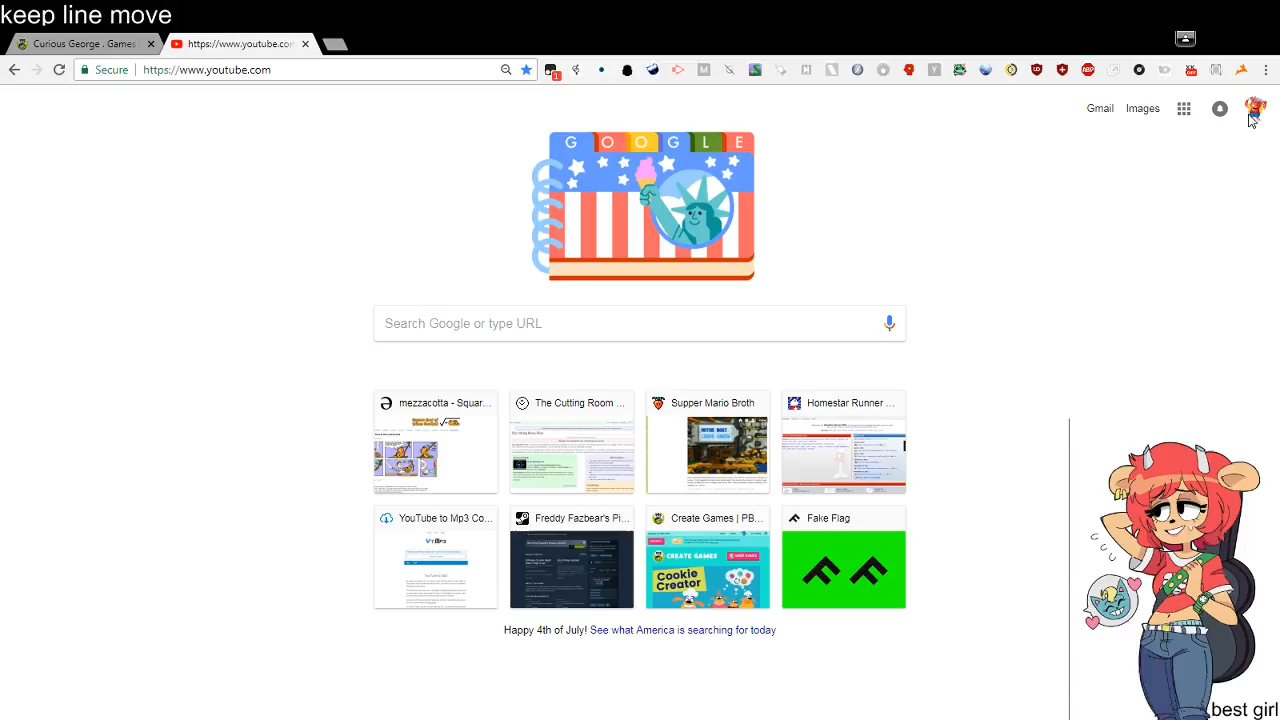 keep line move
Curious George . Games
https://www.youtube.com
Secure
https://www.youtube.com
1
Gmail
Images
GOOGLE
Search Google or type URL
mezzacotta - Squar...
The Cutting Room ...
Supper Mario Broth
Homestar Runner ...
YouTube to Mp3 Co...
Freddy Fazbear's Pi...
Create Games | PB...
Fake Flag
CREATE GAMES
Cookie
Creator
Happy 4th of July! See what America is searching for today
best girl